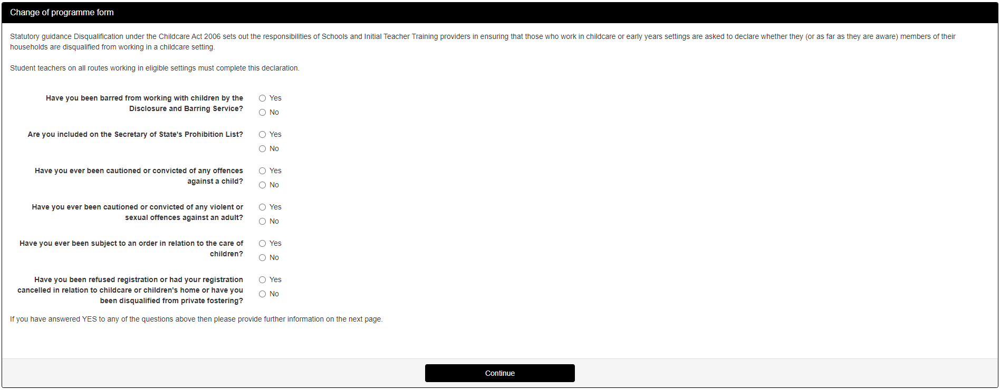 Change of programme form
Statutory guidance Disqualification under the Childcare Act 2006 sets out the responsibilities of Schools and Initial Teacher Training providers in ensuring that those who work in childcare or early years settings are asked to declare whether they (or as far as they are aware) members of their
households are disqualified from working in a childcare setting.
Student teachers on all routes working in eligible settings must complete this declaration.
Have you been barred from working with children by the
Disclosure and Barring Service?
Yes
No
Are you included on the Secretary of State's Prohibition List?
Yes
No
Have you ever been cautioned or convicted of any offences
against a child?
Yes
No
Have you ever been cautioned or convicted of any violent or
sexual offences against an adult?
Yes
No
Have you ever been subject to an order in relation to the care of
children?
Yes
No
Have you been refused registration or had your registration
cancelled in relation to childcare or children's home or have you
been disqualified from private fostering?
Yes
No
If you have answered YES to any of the questions above then please provide further information on the next page.
Continue